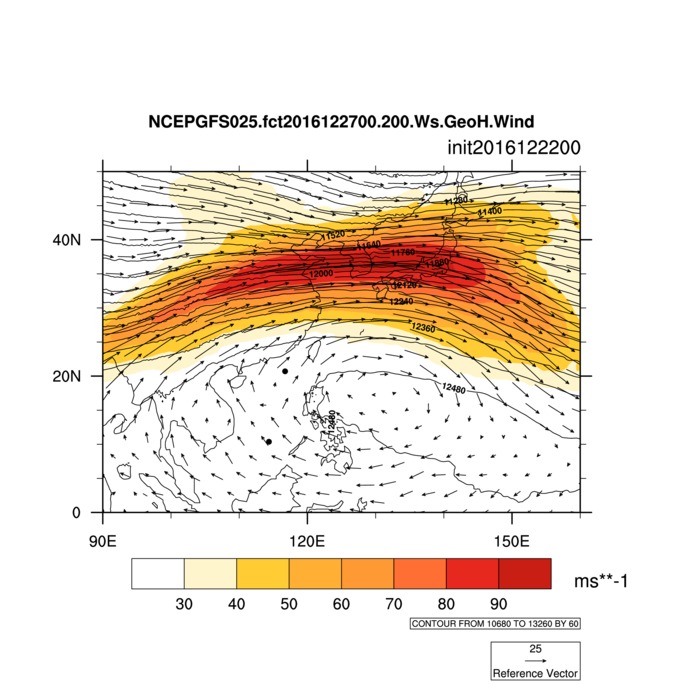 NCEPGFS025.fct2016122700.200.Ws.GeoH.Wind
init2016122200
11280
11400
11520
11640
11760
11880
12000
12120
12240
12360
12480
12480
40N
20N
0
90E 120E 150E
ms**-1
30 40 50 60 70 80 90
CONTOUR FROM 10680 TO 13260 BY 60
25
Reference Vector